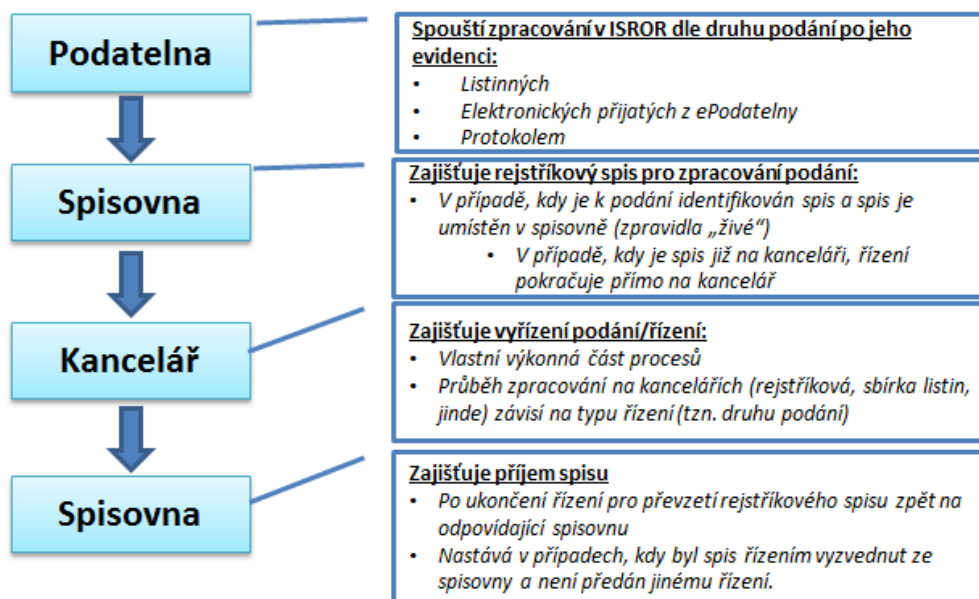 Podatelna
Spouští zpracování v ISROR dle druhu podání po jeho
evidenci:
• Listinných
• Elektronických přijatých z ePodatelny
• Protokolem
Spisovna
Zajišťuje rejstříkový spis pro zpracování podání:
• V případě, kdy je k podání identifikován spis a spis je
umístěn v spisovně (zpravidla „živé“)
• V případě, kdy je spis již na kanceláři, řízení
pokračuje přímo na kancelář
Kancelář
Zajišťuje vyřízení podání/řízení:
• Vlastní výkonná část procesů
• Průběh zpracování na kancelářích (rejstříková, sbírka listin,
jinde) závisí na typu řízení (tzn. druhu podání)
Spisovna
Zajišťuje příjem spisu
• Po ukončení řízení pro převzetí rejstříkového spisu zpět na
odpovídající spisovnu
• Nastává v případech, kdy byl spis řízením vyzvednut ze
spisovny a není předán jinému řízení.